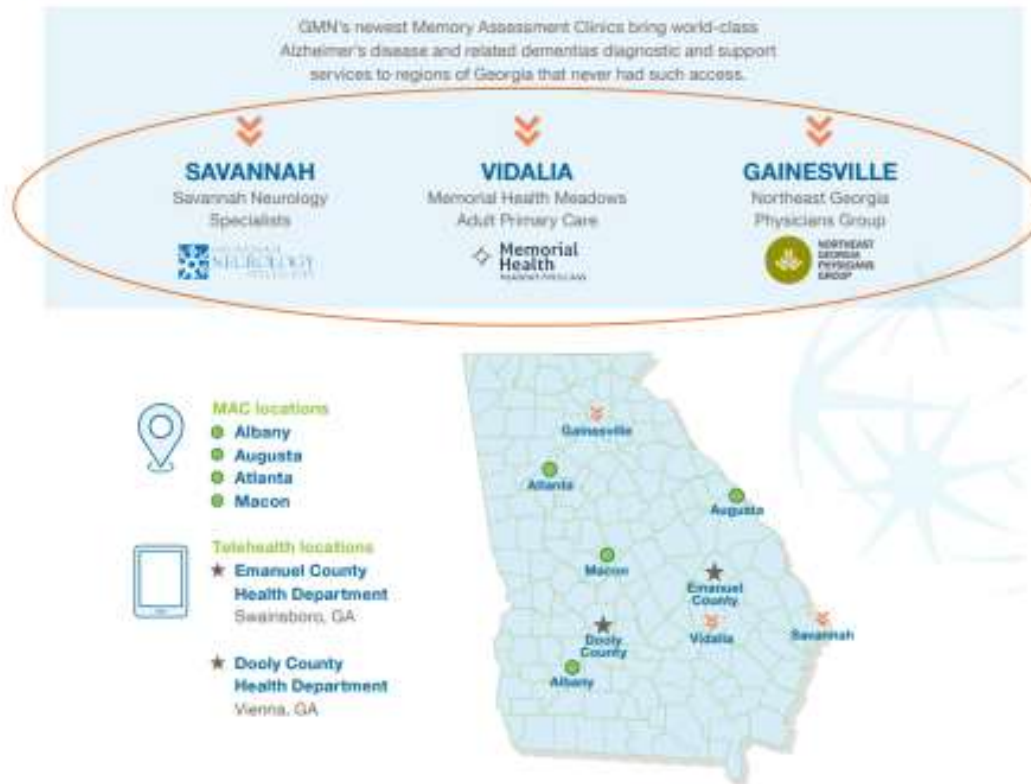 GMN's newest Memory Assessment Clinics bring world-class
Alzheimer's disease and related dementias diagnostic and support
services to regions of Georgia that never had such access.
SAVANNAH
Savannah Neurology
Specialists
NEUROLOGY
VIDALIA
Memorial Health Meadows
Adult Primary Care
Memorial
Health
GAINESVILLE
Northeast Georgia
Physicians Group
NORTHEAST
GEORGIA
PHYSICIANS
GROUP
MAC locations
Albany
Augusta
Atlanta
Macon
Telehealth locations
Emanuel County
Health Department
Swainsboro, GA
Dooly County
Health Department
Vienna, GA
Gainesville
Atlanta
Augusta
Macon
Emanuel
County
Vidalia
Savannah
Dooly
County
Albany